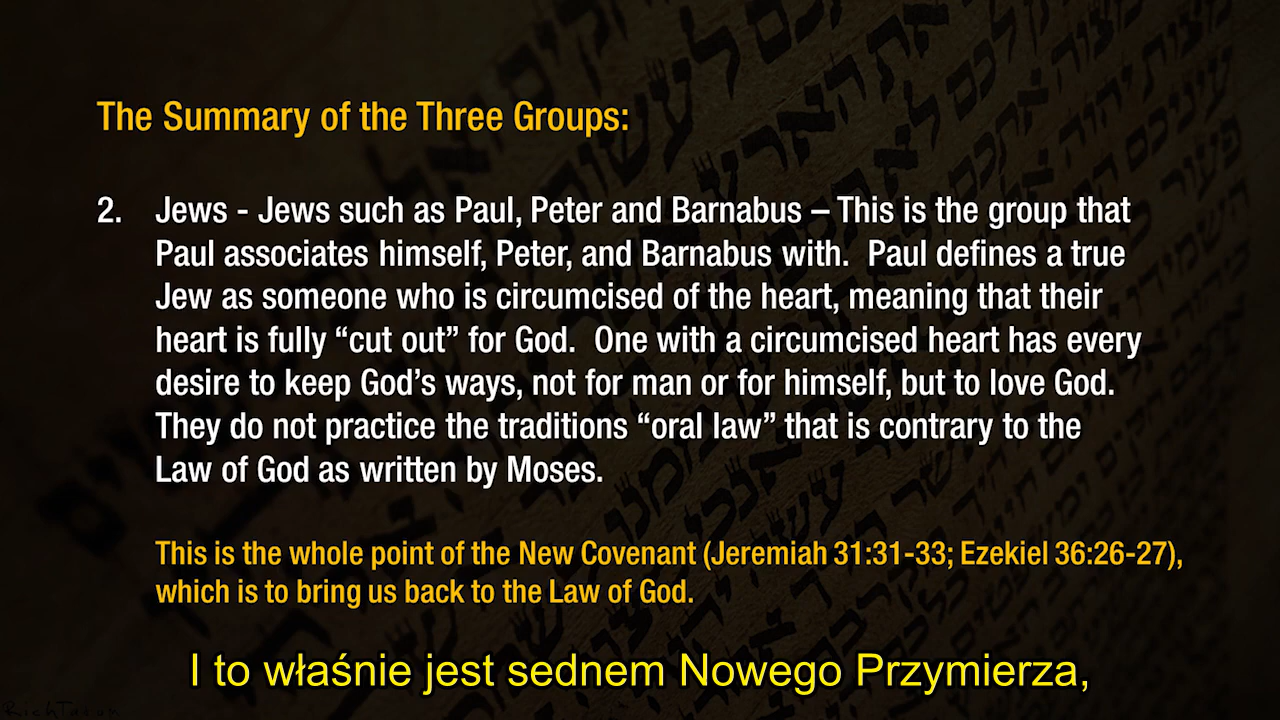 The Summary of the Three Groups:
2. Jews - Jews such as Paul, Peter and Barnabus – This is the group that
Paul associates himself, Peter, and Barnabus with.  Paul defines a true
Jew as someone who is circumcised of the heart, meaning that their
heart is fully “cut out” for God.  One with a circumcised heart has every
desire to keep God’s ways, not for man or for himself, but to love God.
They do not practice the traditions “oral law” that is contrary to the
Law of God as written by Moses.
This is the whole point of the New Covenant (Jeremiah 31:31-33; Ezekiel 36:26-27),
which is to bring us back to the Law of God.
I to właśnie jest sednem Nowego Przymierza,